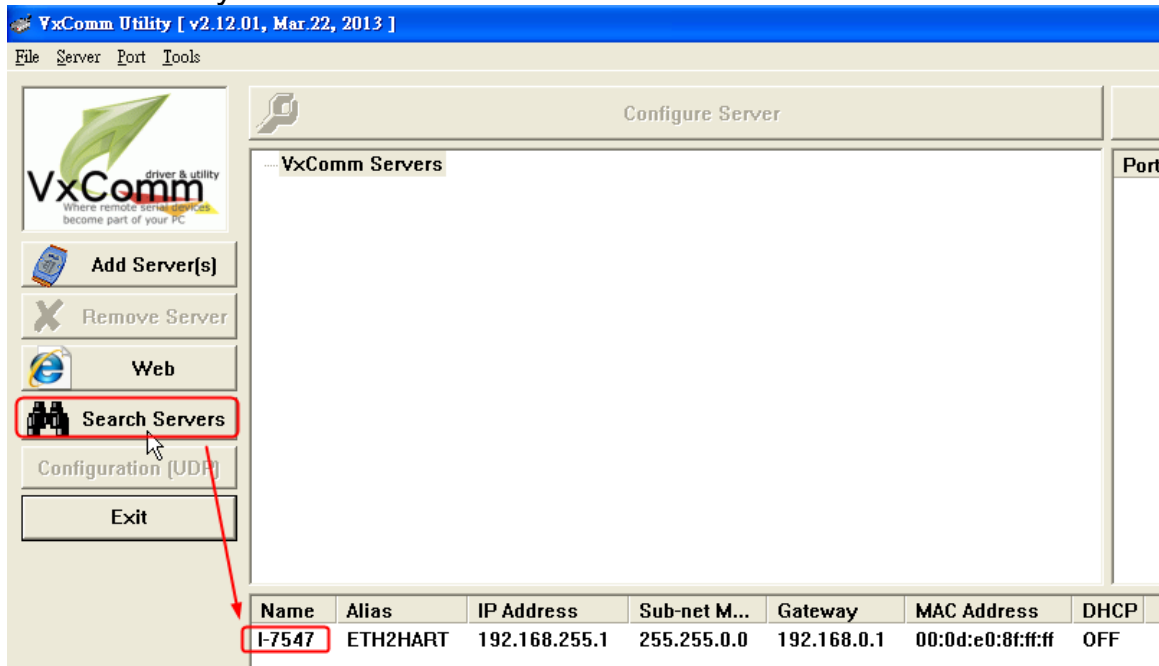 VxComm Utility [ v2.12.01, Mar.22, 2013 ]
File Server Port Tools
VxComm
driver & utility
Where remote serial devices
become part of your PC
Configure Server
VxComm Servers
Port
Add Server(s)
Remove Server
Web
Search Servers
Configuration (UDP)
Exit
Name Alias IP Address Sub-net M... Gateway MAC Address DHCP
I-7547 ETH2HART 192.168.255.1 255.255.0.0 192.168.0.1 00:0d:e0:8f:ff:ff OFF